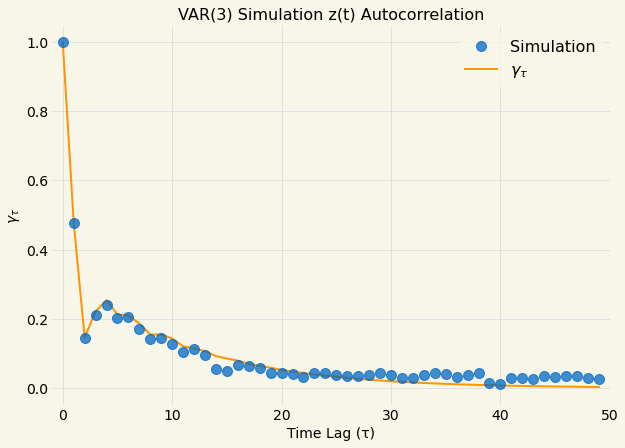 VAR(3) Simulation z(t) Autocorrelation
Simulation
γτ
1.0
0.8
0.6
0.4
0.2
0.0
γτ
0 10 20 30 40 50
Time Lag (τ)